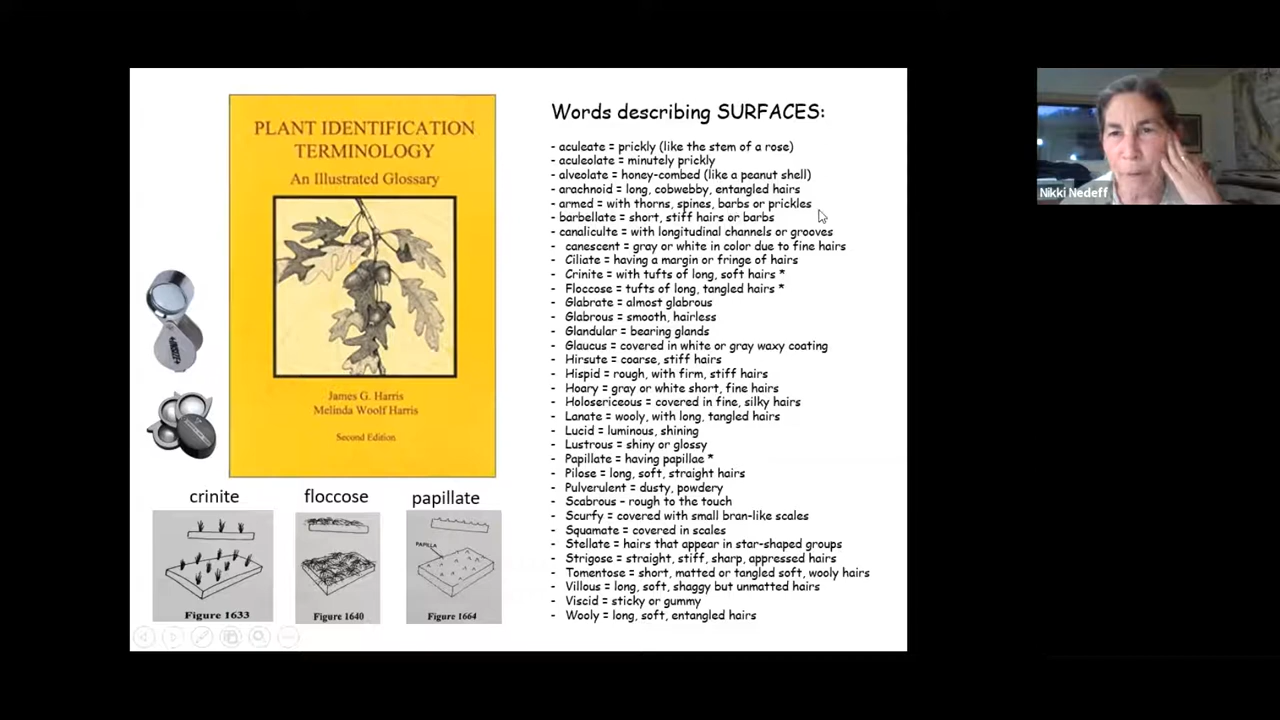 PLANT IDENTIFICATION
TERMINOLOGY
An Illustrated Glossary
James G. Harris
Melinda Woolf Harris
Second Edition
crinite
floccose
papillate
PAPILLA
Figure 1633
Figure 1640
Figure 1664
Words describing SURFACES:
- aculeate = prickly (like the stem of a rose)
- aculeolate = minutely prickly
- alveolate = honey-combed (like a peanut shell)
- arachnoid = long, cobwebby, entangled hairs
- armed = with thorns, spines, barbs or prickles
- barbellate = short, stiff hairs or barbs
- canaliculte = with longitudinal channels or grooves
- canescent = gray or white in color due to fine hairs
- Ciliate = having a margin or fringe of hairs
- Crinite = with tufts of long, soft hairs *
- Floccose = tufts of long, tangled hairs *
- Glabrate = almost glabrous
- Glabrous = smooth, hairless
- Glandular = bearing glands
- Glaucus = covered in white or gray waxy coating
- Hirsute = coarse, stiff hairs
- Hispid = rough, with firm, stiff hairs
- Hoary = gray or white short, fine hairs
- Holosericeous = covered in fine, silky hairs
- Lanate = wooly, with long, tangled hairs
- Lucid = luminous, shining
- Lustrous = shiny or glossy
- Papillate = having papillae *
- Pilose = long, soft, straight hairs
- Pulverulent = dusty, powdery
- Scabrous – rough to the touch
- Scurfy = covered with small bran-like scales
- Squamate = covered in scales
- Stellate = hairs that appear in star-shaped groups
- Strigose = straight, stiff, sharp, appressed hairs
- Tomentose = short, matted or tangled soft, wooly hairs
- Villous = long, soft, shaggy but unmatted hairs
- Viscid = sticky or gummy
- Wooly = long, soft, entangled hairs
Nikki Nedeff